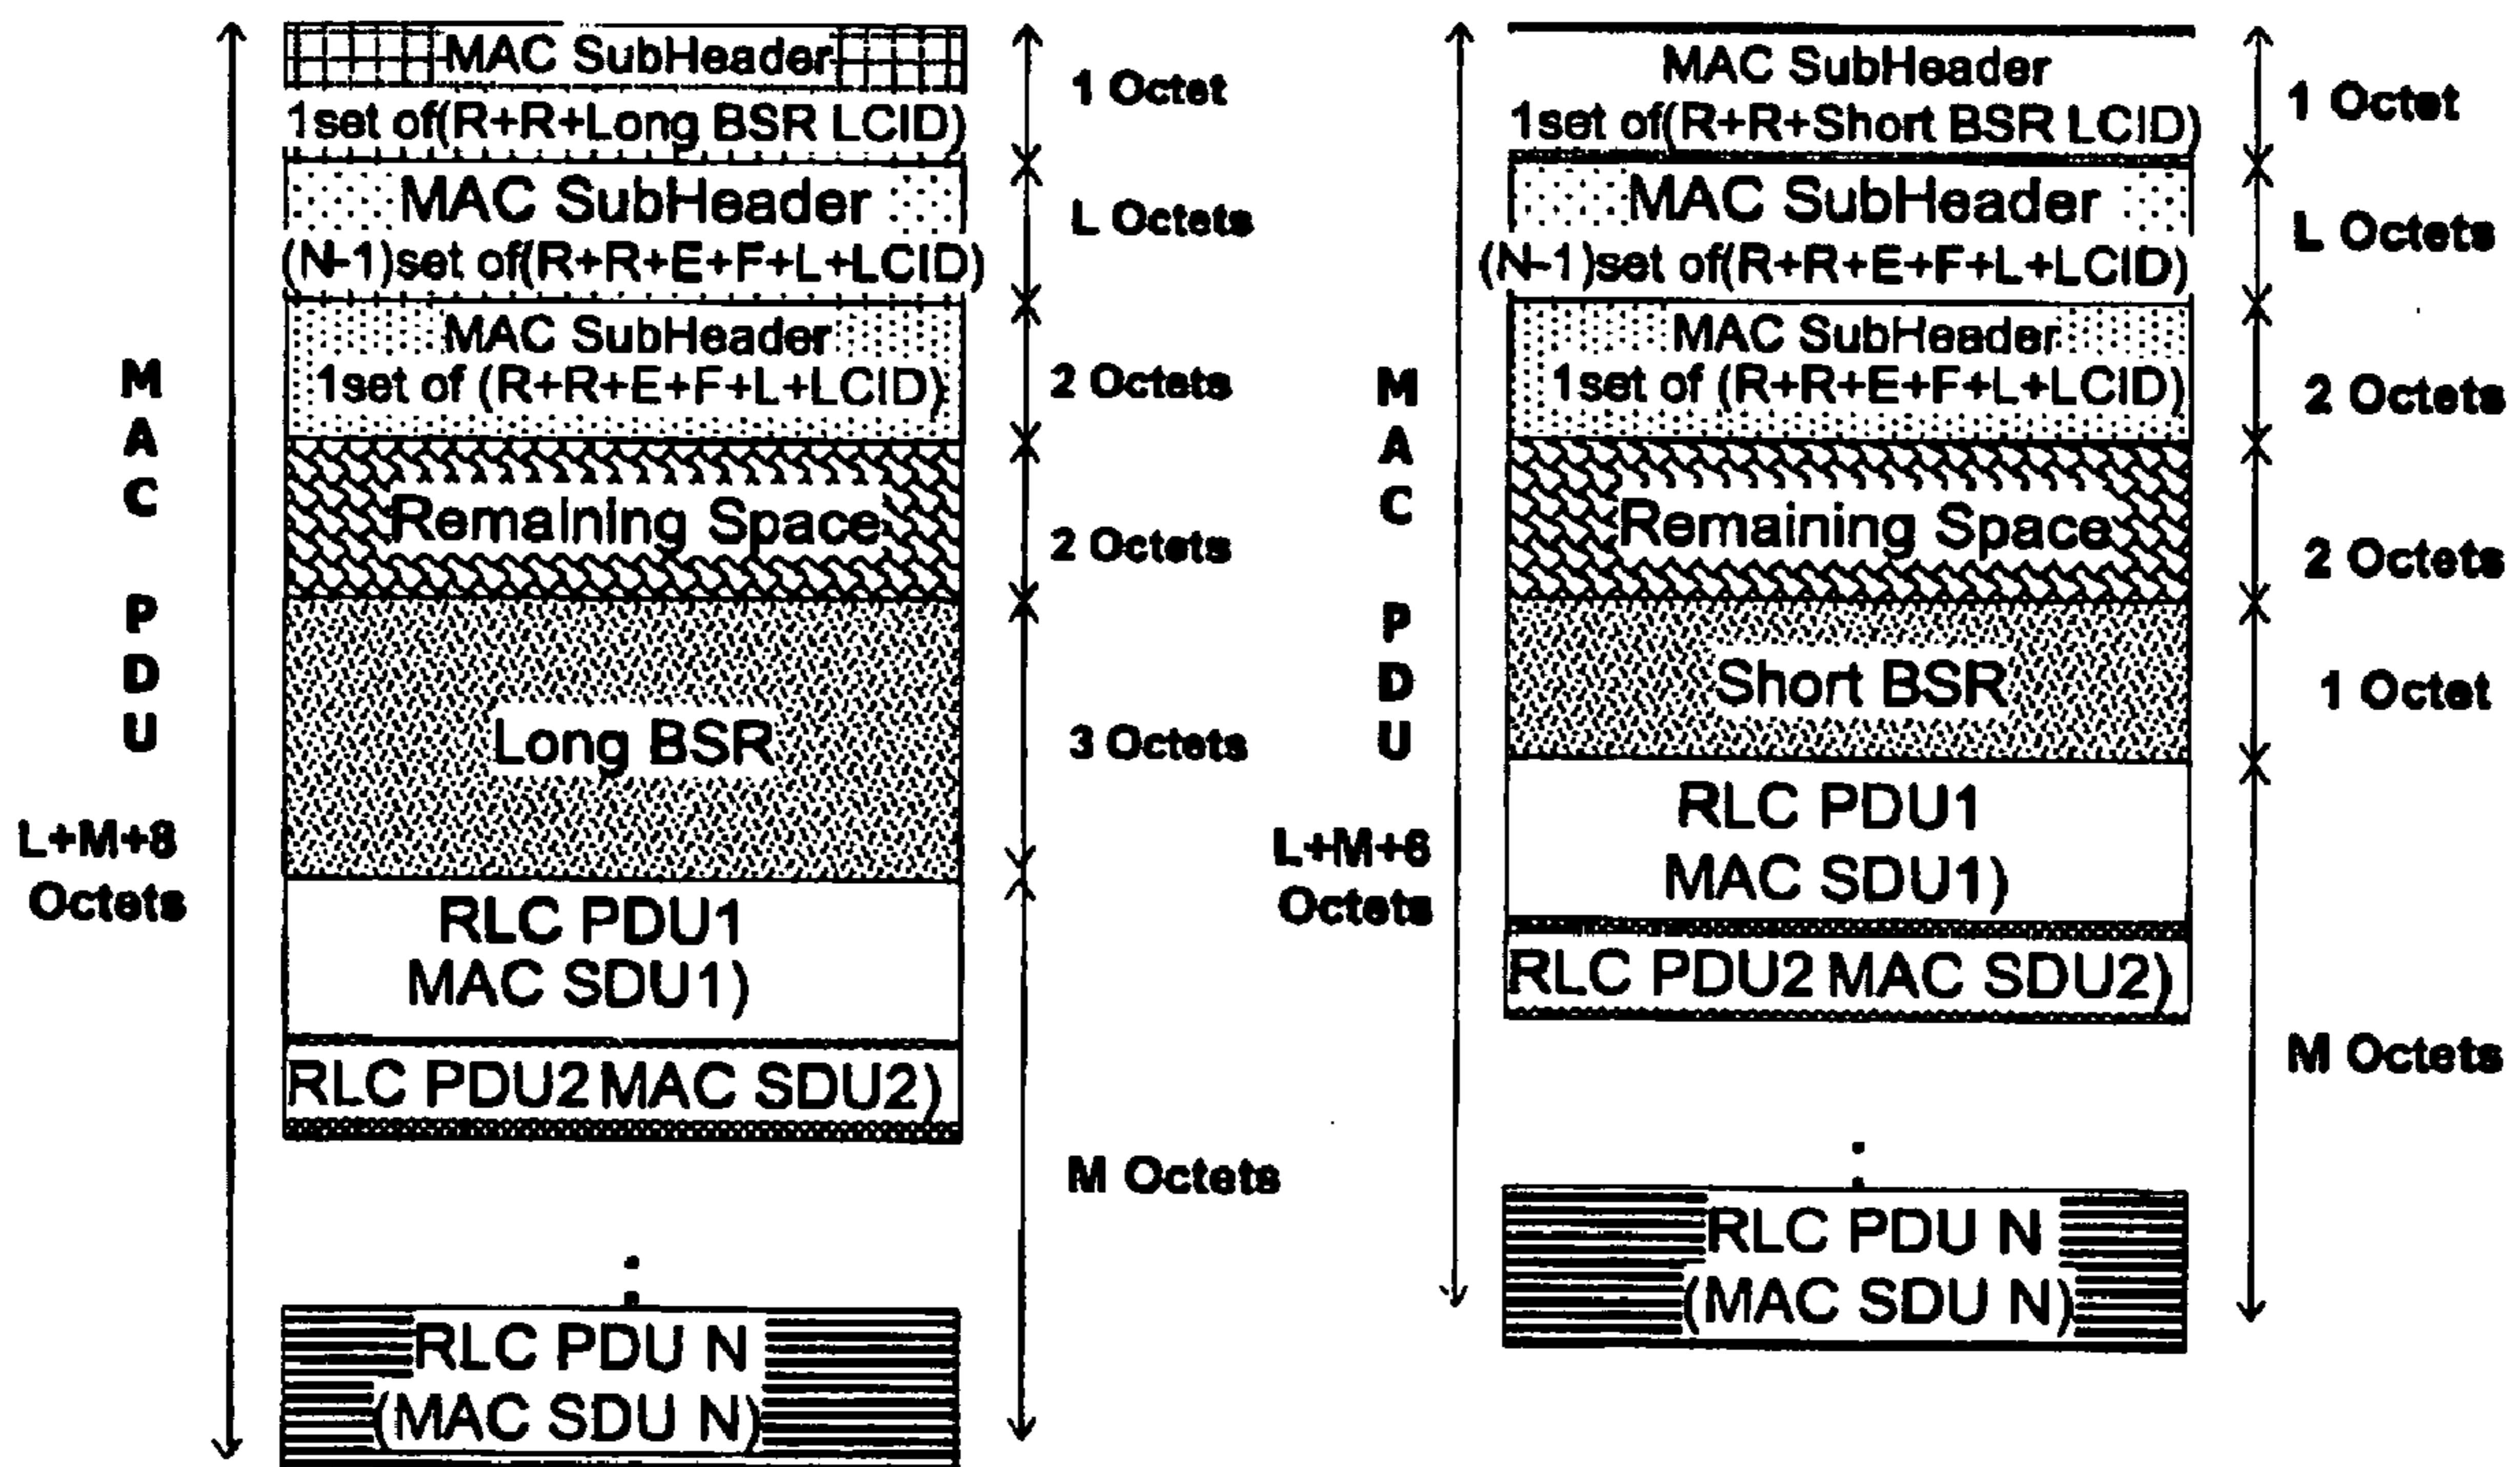 MAC SubHeader
1set of(R+R+Long BSR LCID)
1 Octet
MAC SubHeader
(N-1)set of(R+R+E+F+L+LCID)
L Octets
MAC SubHeader
1set of (R+R+E+F+L+LCID)
2 Octets
Remaining Space
2 Octets
Long BSR
3 Octets
RLC PDU1
MAC SDU1)
RLC PDU2 MAC SDU2)
M Octets
RLC PDU N
(MAC SDU N)
MAC PDU
L+M+8
Octets
MAC SubHeader
1set of(R+R+Short BSR LCID)
1 Octet
MAC SubHeader
(N-1)set of(R+R+E+F+L+LCID)
L Octets
MAC SubHeader
1set of (R+R+E+F+L+LCID)
2 Octets
Remaining Space
2 Octets
Short BSR
1 Octet
RLC PDU1
MAC SDU1)
RLC PDU2 MAC SDU2)
M Octets
RLC PDU N
(MAC SDU N)
MAC PDU
L+M+6
Octets